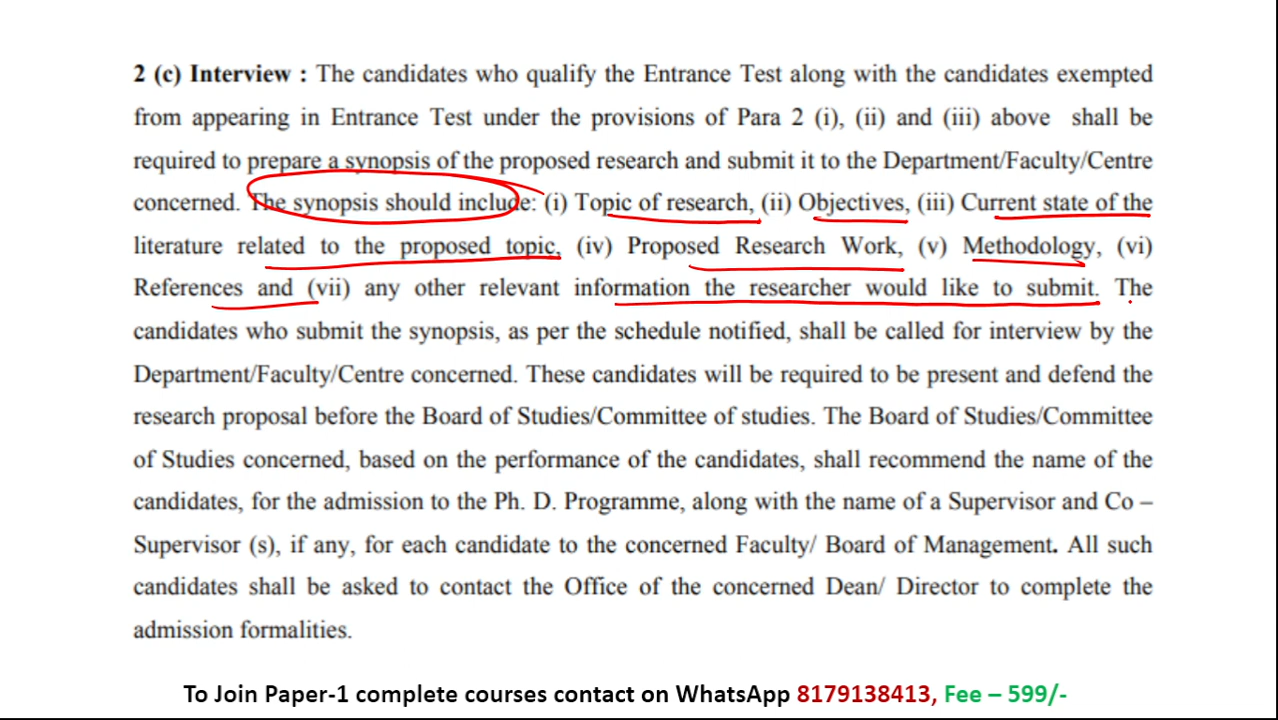 2 (c) Interview : The candidates who qualify the Entrance Test along with the candidates exempted
from appearing in Entrance Test under the provisions of Para 2 (i), (ii) and (iii) above shall be
required to prepare a synopsis of the proposed research and submit it to the Department/Faculty/Centre
concerned. The synopsis should include: (i) Topic of research, (ii) Objectives, (iii) Current state of the
literature related to the proposed topic, (iv) Proposed Research Work, (v) Methodology, (vi)
References and (vii) any other relevant information the researcher would like to submit. The
candidates who submit the synopsis, as per the schedule notified, shall be called for interview by the
Department/Faculty/Centre concerned. These candidates will be required to be present and defend the
research proposal before the Board of Studies/Committee of studies. The Board of Studies/Committee
of Studies concerned, based on the performance of the candidates, shall recommend the name of the
candidates, for the admission to the Ph. D. Programme, along with the name of a Supervisor and Co –
Supervisor (s), if any, for each candidate to the concerned Faculty/ Board of Management. All such
candidates shall be asked to contact the Office of the concerned Dean/ Director to complete the
admission formalities.
To Join Paper-1 complete courses contact on WhatsApp 8179138413, Fee – 599/-